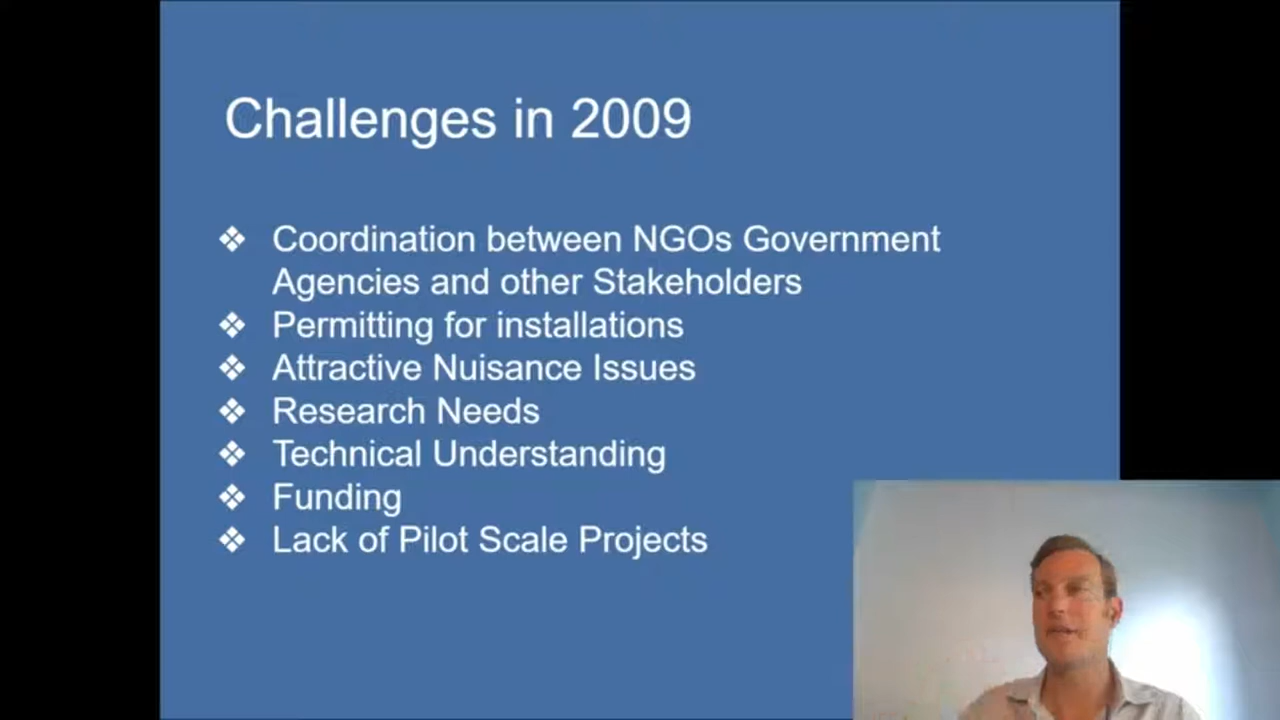 Challenges in 2009
❖ Coordination between NGOs Government
Agencies and other Stakeholders
❖ Permitting for installations
❖ Attractive Nuisance Issues
❖ Research Needs
❖ Technical Understanding
❖ Funding
❖ Lack of Pilot Scale Projects